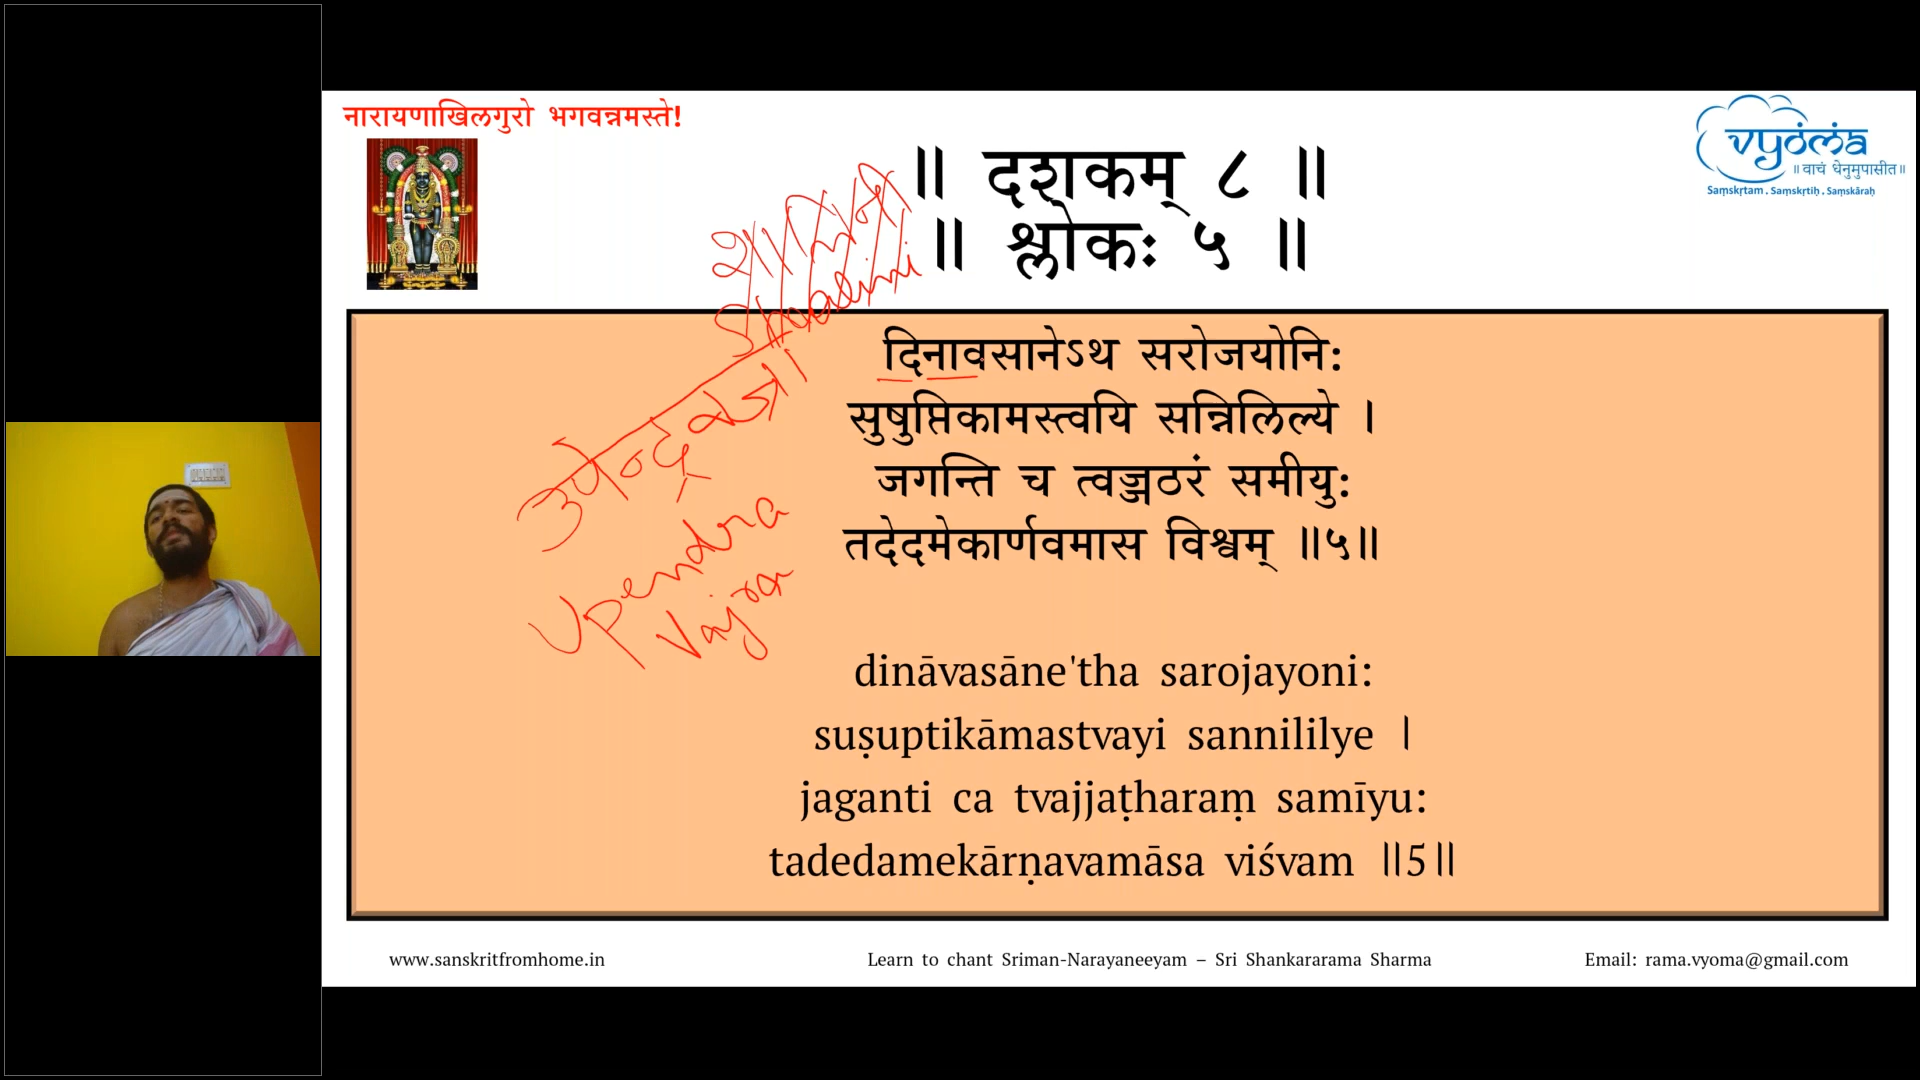 नारायणाखिलगुरो भगवन्नमस्ते!
॥ दशकम् ८ ॥
॥ श्लोकः ५ ॥
vyoma
॥वाचं धेनुमुपासीत॥
Saṃskṛtam . Saṃskṛtiḥ . Saṃskāraḥ
शालिनी
Shaalini
उपेन्द्रवज्रा
Upendra
Vajra
दिनावसानेऽथ सरोजयोनि:
सुषुप्तिकामस्त्वयि सन्निलिल्ये ।
जगन्ति च त्वज्जठरं समीयु:
तदेदमेकार्णवमास विश्वम् ॥५॥
dināvasāne'tha sarojayoni:
suṣuptikāmastvayi sannililye |
jaganti ca tvajjaṭharaṃ samīyu:
tadedamekārṇavamāsa viśvam ||5||
www.sanskritfromhome.in
Learn to chant Sriman-Narayaneeyam – Sri Shankararama Sharma
Email: rama.vyoma@gmail.com